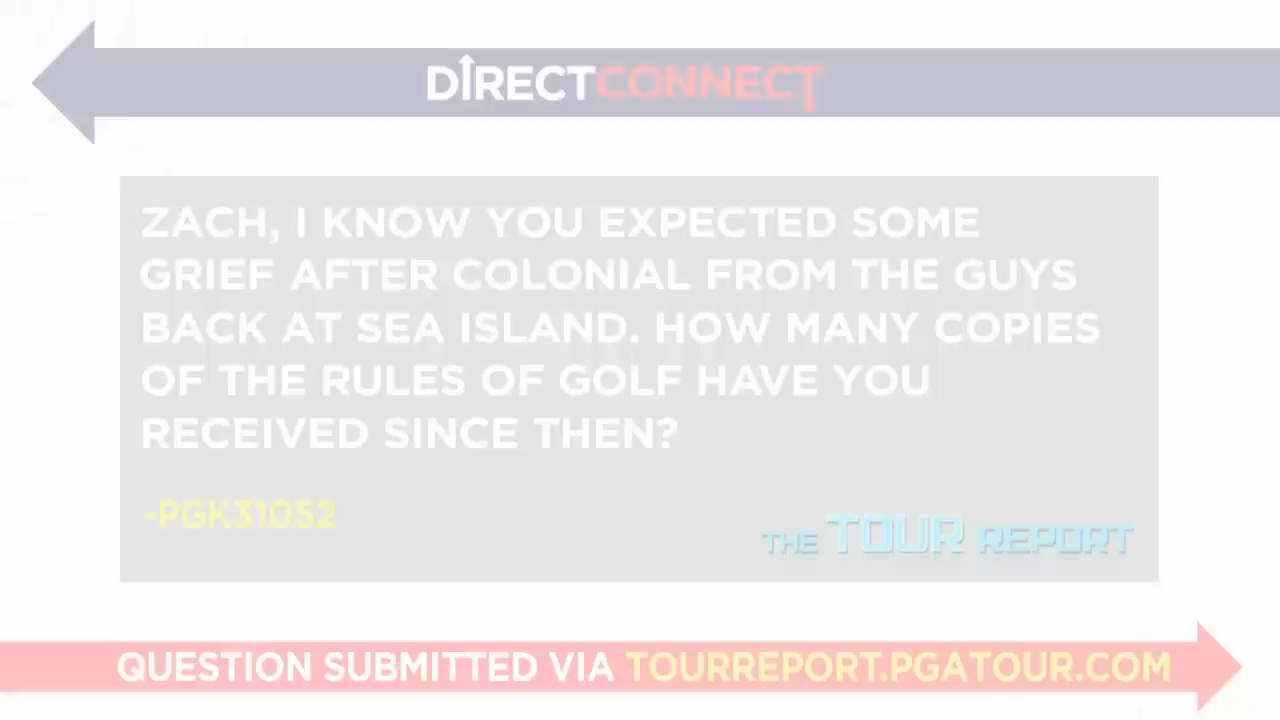 DIRECTCONNECT
ZACH, I KNOW YOU EXPECTED SOME
GRIEF AFTER COLONIAL FROM THE GUYS
BACK AT SEA ISLAND. HOW MANY COPIES
OF THE RULES OF GOLF HAVE YOU
RECEIVED SINCE THEN?
-PGK31052
THE TOUR REPORT
QUESTION SUBMITTED VIA TOURREPORT.PGATOUR.COM